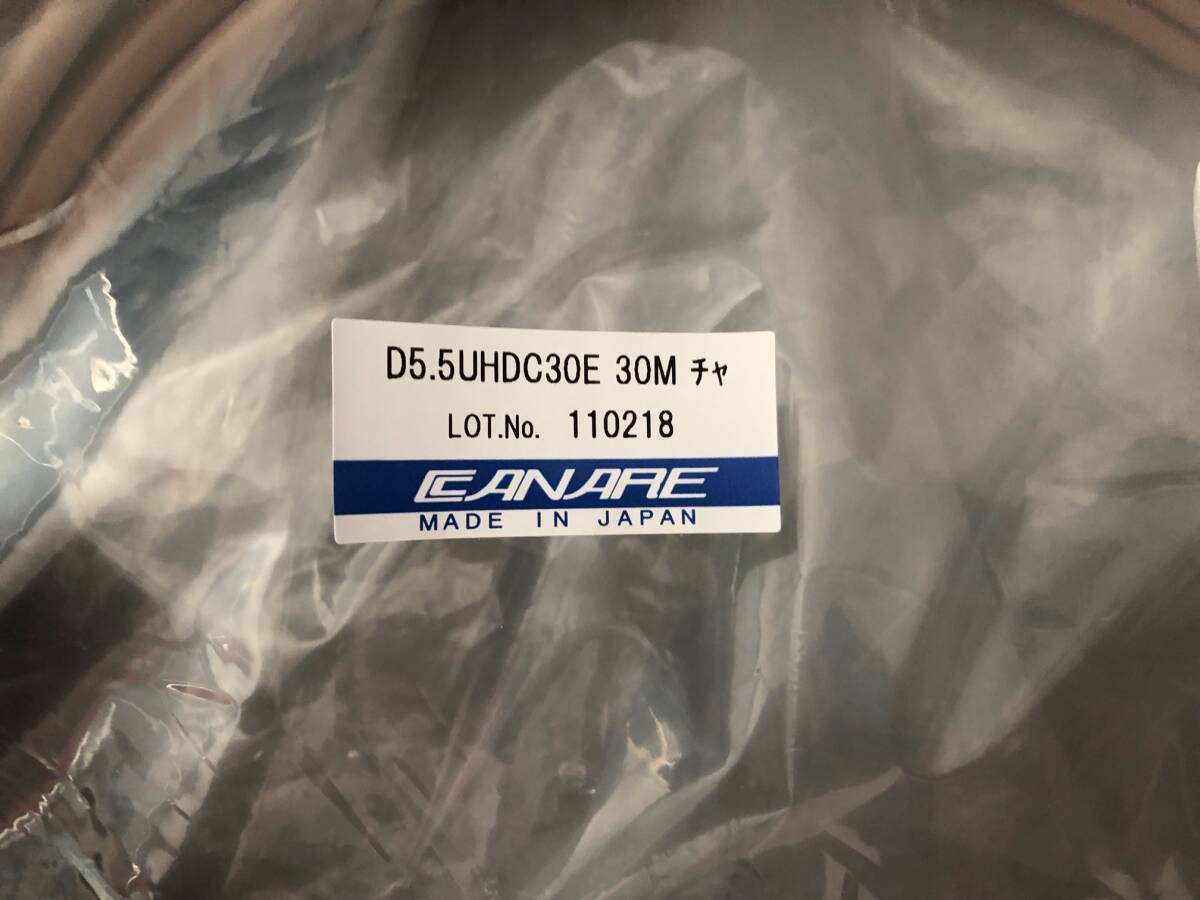 D5.5UHDC30E 30M チャ
LOT.No. 110218
CANARE
MADE IN JAPAN